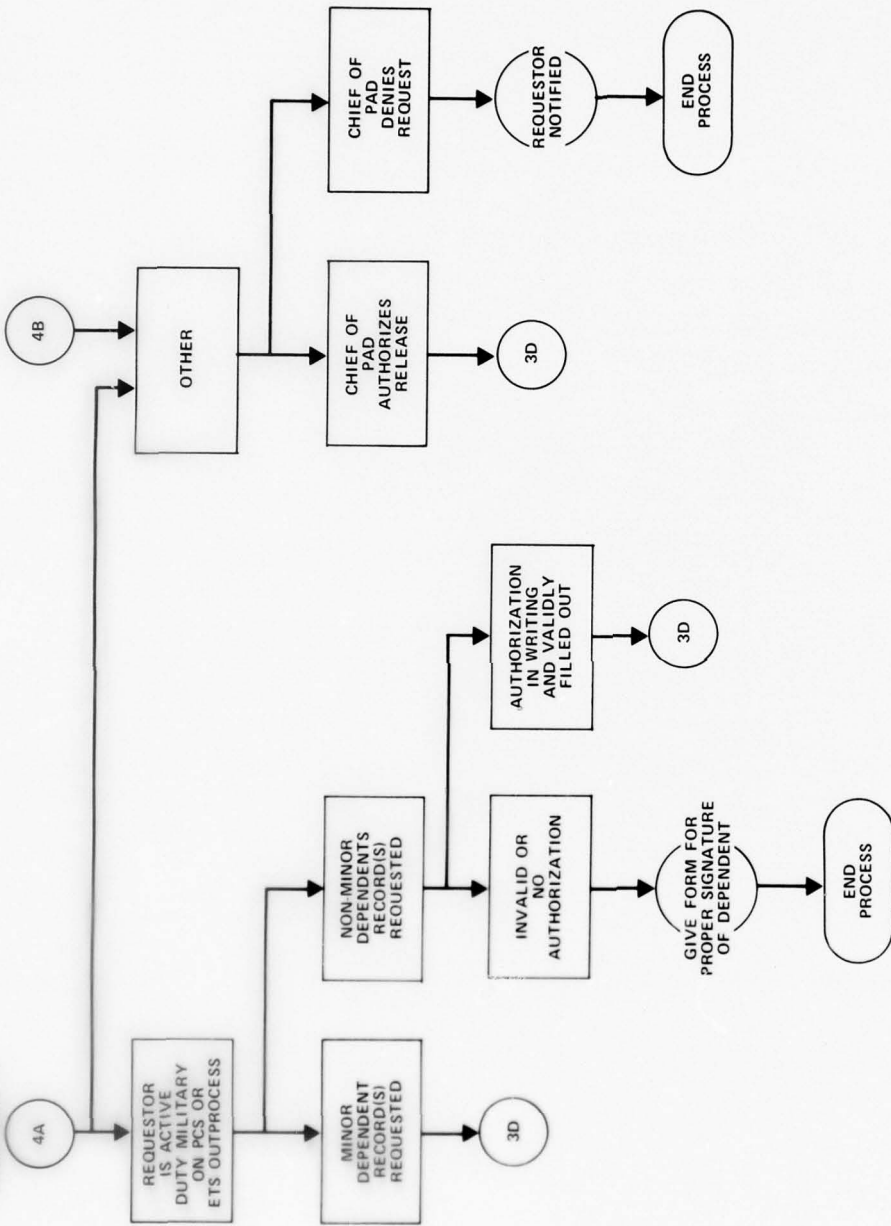 4A
REQUESTOR
IS ACTIVE
DUTY MILITARY
ON PCS OR
ETS OUTPROCESS
MINOR
DEPENDENT
RECORD(S)
REQUESTED
3D
NON-MINOR
DEPENDENTS
RECORD(S)
REQUESTED
INVALID OR
NO
AUTHORIZATION
GIVE FORM FOR
PROPER SIGNATURE
OF DEPENDENT
END
PROCESS
AUTHORIZATION
IN WRITING
AND VALIDLY
FILLED OUT
3D
4B
OTHER
CHIEF OF
PAD
AUTHORIZES
RELEASE
3D
CHIEF OF
PAD
DENIES
REQUEST
REQUESTOR
NOTIFIED
END
PROCESS